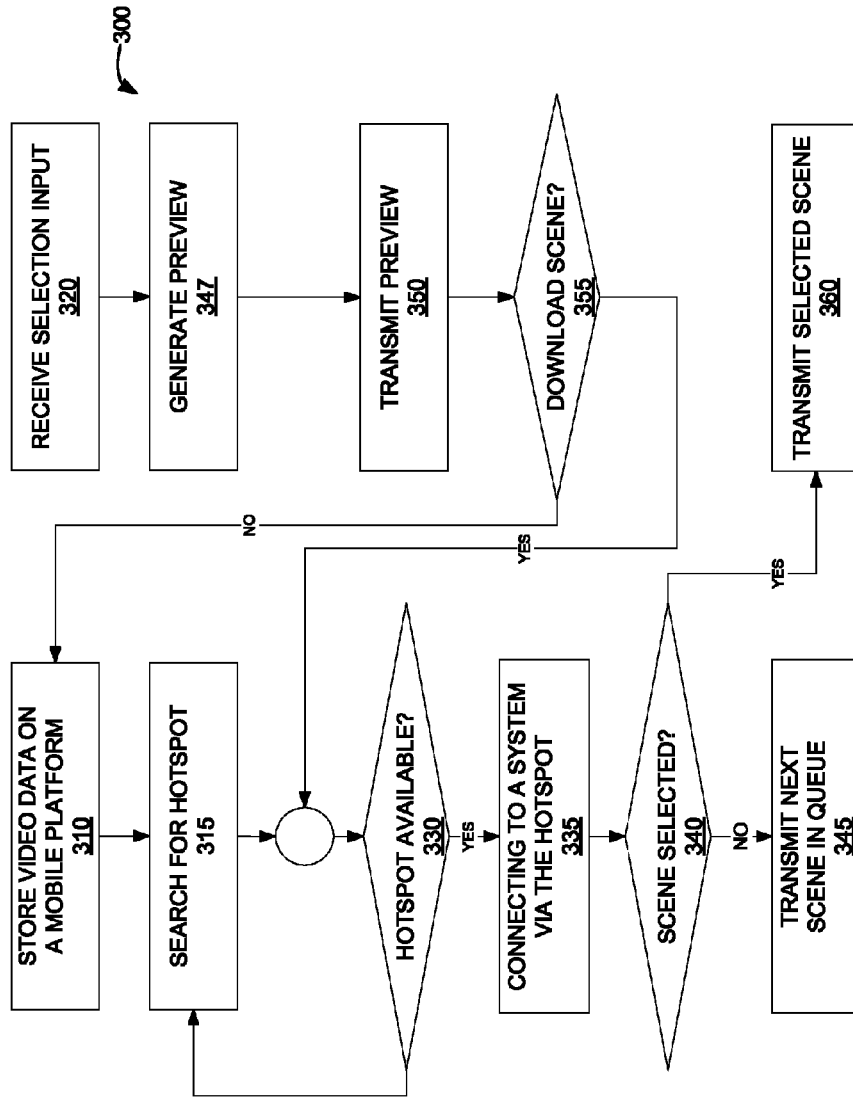 300
STORE VIDEO DATA ON
A MOBILE PLATFORM
310
SEARCH FOR HOTSPOT
315
HOTSPOT AVAILABLE?
330
YES
CONNECTING TO A SYSTEM
VIA THE HOTSPOT
335
SCENE SELECTED?
340
NO
TRANSMIT NEXT
SCENE IN QUEUE
345
RECEIVE SELECTION INPUT
320
GENERATE PREVIEW
347
TRANSMIT PREVIEW
350
DOWNLOAD SCENE?
355
NO
YES
YES
TRANSMIT SELECTED SCENE
360